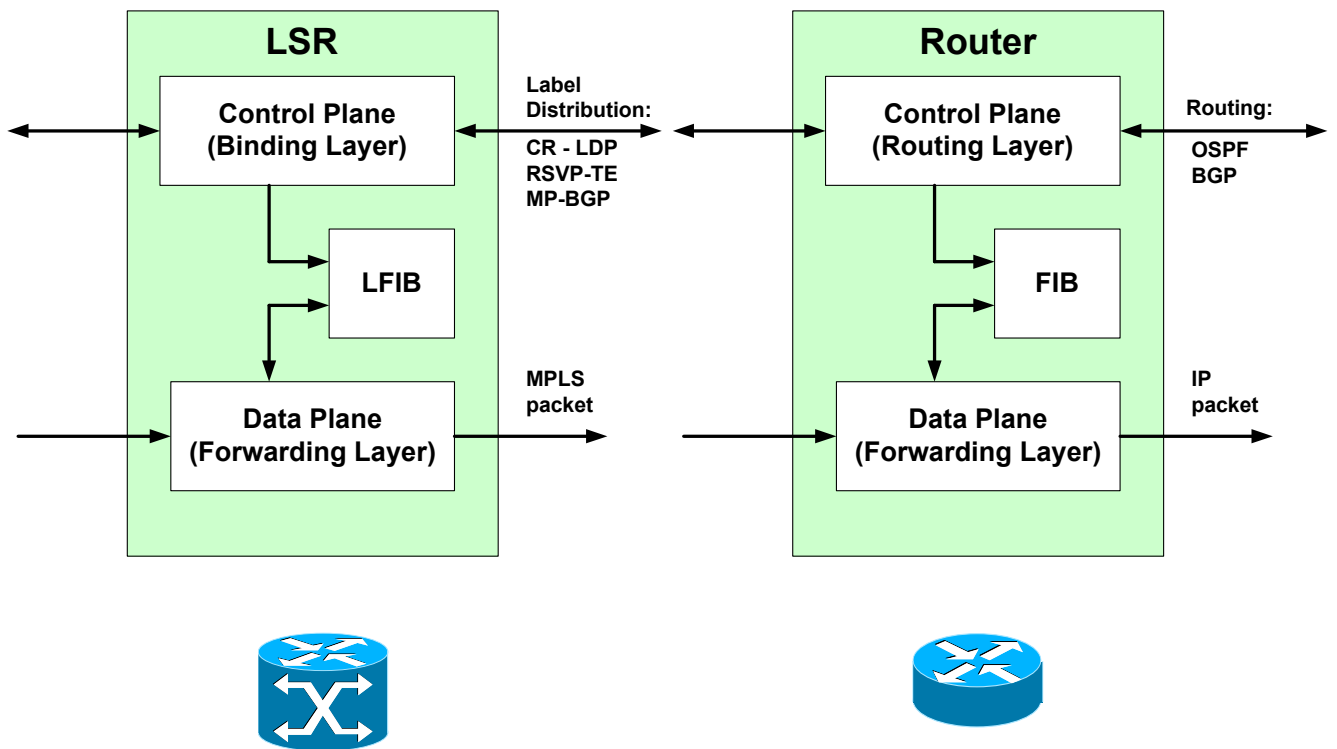 LSR
Control Plane
(Binding Layer)
Label
Distribution:
CR - LDP
RSVP-TE
MP-BGP
LFIB
Data Plane
(Forwarding Layer)
MPLS
packet
Router
Control Plane
(Routing Layer)
Routing:
OSPF
BGP
FIB
Data Plane
(Forwarding Layer)
IP
packet